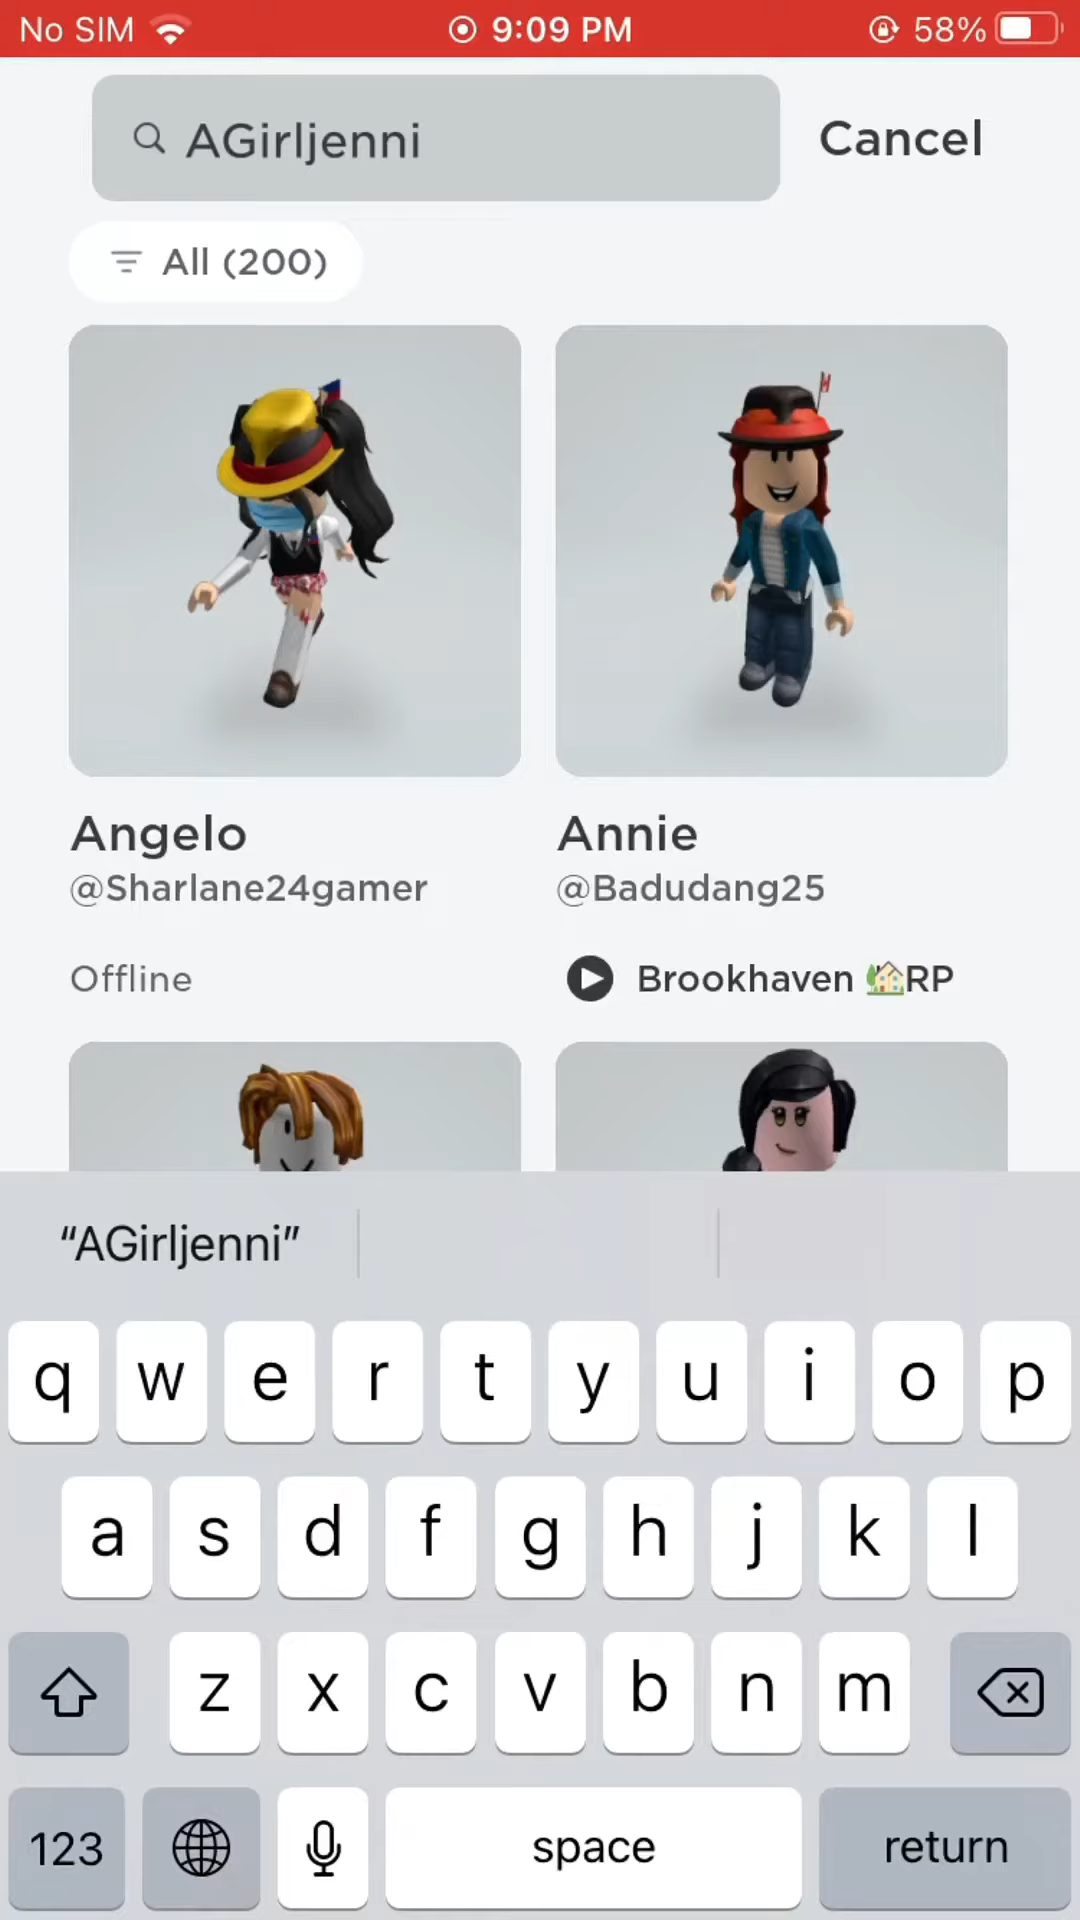 No SIM 9:09 PM 58%
AGirljenni Cancel
All (200)
Angelo Annie
@Sharlane24gamer @Badudang25
Offline Brookhaven 🏡RP
“AGirljenni”
q w e r t y u i o p
a s d f g h j k l
z x c v b n m
123 space return